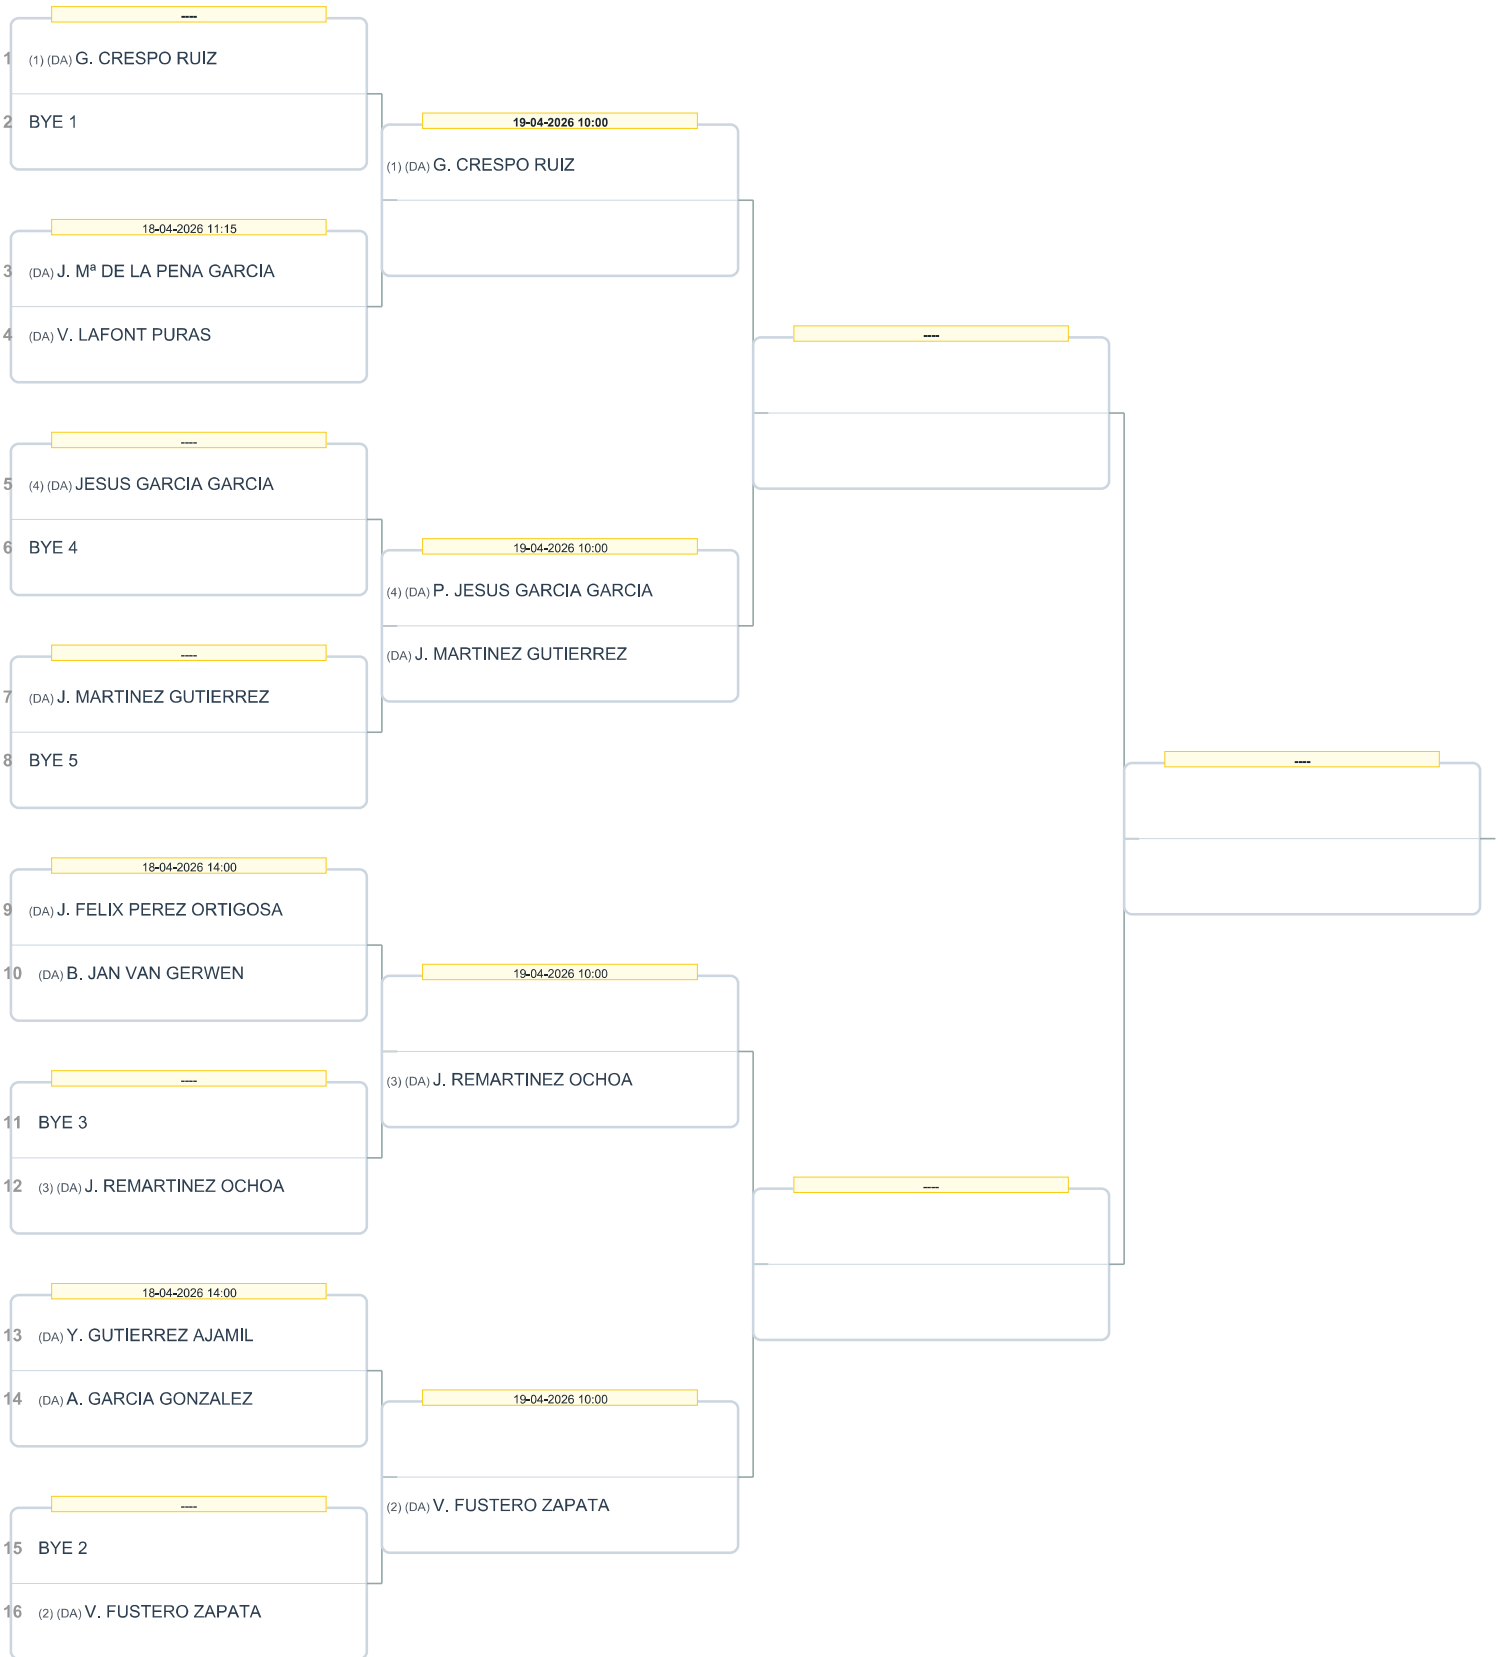 ----
1 (1) (DA) G. CRESPO RUIZ
2 BYE 1
18-04-2026 11:15
3 (DA) J. Mª DE LA PENA GARCIA
4 (DA) V. LAFONT PURAS
----
5 (4) (DA) JESUS GARCIA GARCIA
6 BYE 4
----
7 (DA) J. MARTINEZ GUTIERREZ
8 BYE 5
18-04-2026 14:00
9 (DA) J. FELIX PEREZ ORTIGOSA
10 (DA) B. JAN VAN GERWEN
----
11 BYE 3
12 (3) (DA) J. REMARTINEZ OCHOA
18-04-2026 14:00
13 (DA) Y. GUTIERREZ AJAMIL
14 (DA) A. GARCIA GONZALEZ
----
15 BYE 2
16 (2) (DA) V. FUSTERO ZAPATA
19-04-2026 10:00
(1) (DA) G. CRESPO RUIZ
19-04-2026 10:00
(4) (DA) P. JESUS GARCIA GARCIA
(DA) J. MARTINEZ GUTIERREZ
19-04-2026 10:00
(3) (DA) J. REMARTINEZ OCHOA
19-04-2026 10:00
(2) (DA) V. FUSTERO ZAPATA
----
----
----